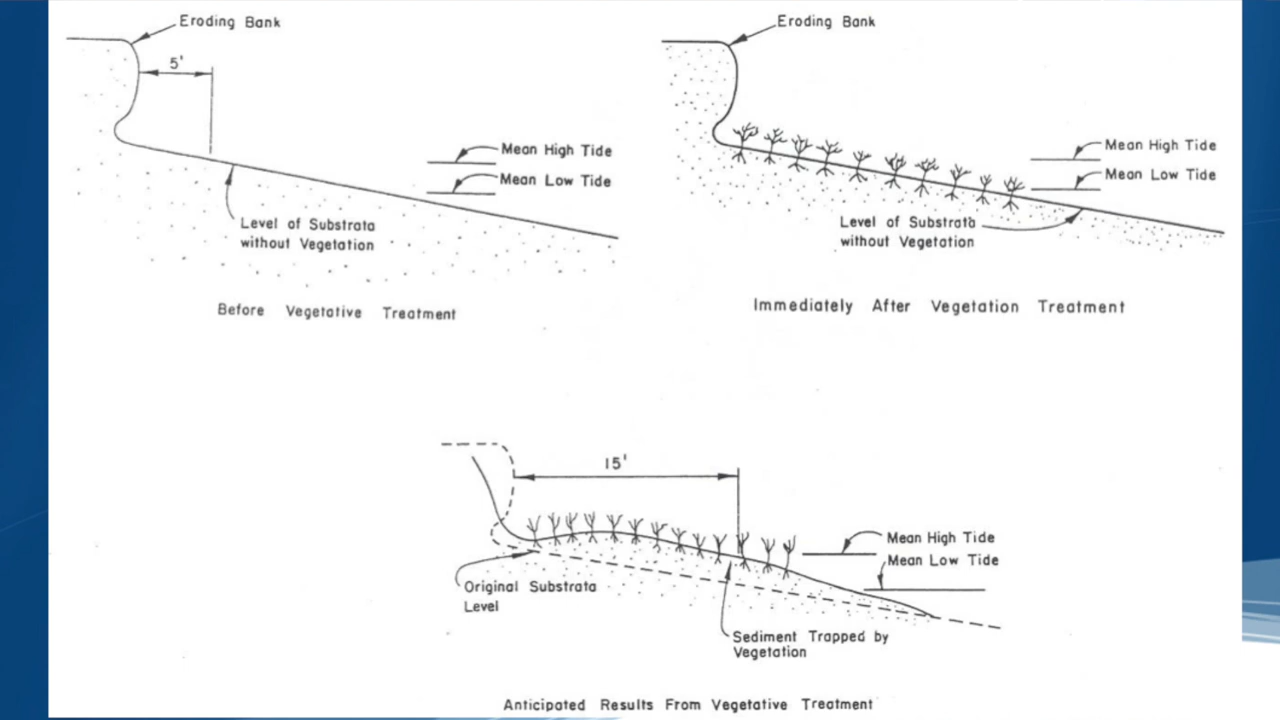 Eroding Bank
5'
Mean High Tide
Mean Low Tide
Level of Substrata
without Vegetation
Before Vegetative Treatment
Eroding Bank
Mean High Tide
Mean Low Tide
Level of Substrata
without Vegetation
Immediately After Vegetation Treatment
15'
Mean High Tide
Mean Low Tide
Original Substrata
Level
Sediment Trapped by
Vegetation
Anticipated Results From Vegetative Treatment